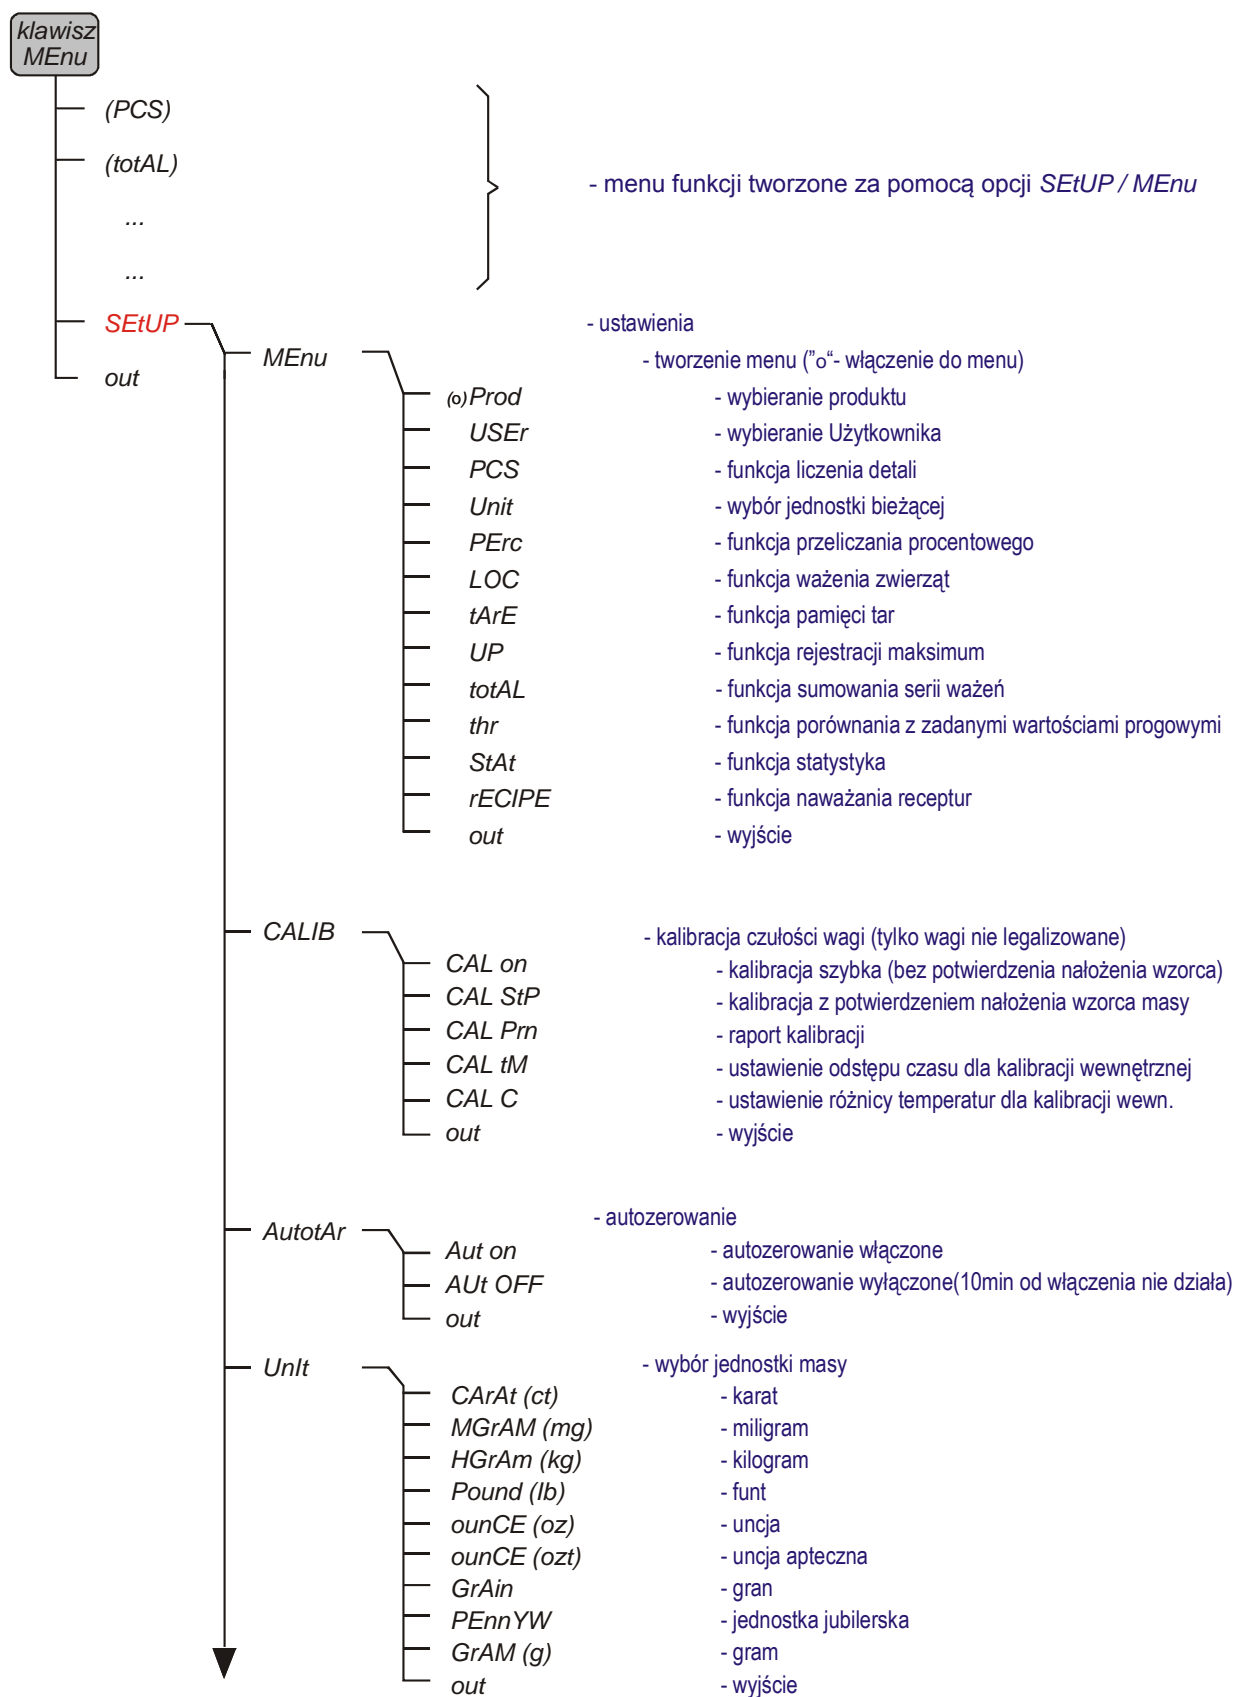 klawisz
MEnu
(PCS)
(totAL)
...
...
- menu funkcji tworzone za pomocą opcji SEtUP / MEnu
SEtUP - ustawienia
MEnu - tworzenie menu ("o“- włączenie do menu)
out
(o) Prod - wybieranie produktu
USEr - wybieranie Użytkownika
PCS - funkcja liczenia detali
Unit - wybór jednostki bieżącej
PErc - funkcja przeliczania procentowego
LOC - funkcja ważenia zwierząt
tArE - funkcja pamięci tar
UP - funkcja rejestracji maksimum
totAL - funkcja sumowania serii ważeń
thr - funkcja porównania z zadanymi wartościami progowymi
StAt - funkcja statystyka
rECIPE - funkcja naważania receptur
out - wyjście
CALIB - kalibracja czułości wagi (tylko wagi nie legalizowane)
CAL on - kalibracja szybka (bez potwierdzenia nałożenia wzorca)
CAL StP - kalibracja z potwierdzeniem nałożenia wzorca masy
CAL Prn - raport kalibracji
CAL tM - ustawienie odstępu czasu dla kalibracji wewnętrznej
CAL C - ustawienie różnicy temperatur dla kalibracji wewn.
out - wyjście
AutotAr - autozerowanie
Aut on - autozerowanie włączone
AUt OFF - autozerowanie wyłączone(10min od włączenia nie działa)
out - wyjście
UnIt - wybór jednostki masy
CArAt (ct) - karat
MGrAM (mg) - miligram
HGrAm (kg) - kilogram
Pound (lb) - funt
ounCE (oz) - uncja
ounCE (ozt) - uncja apteczna
GrAin - gran
PEnnYW - jednostka jubilerska
GrAM (g) - gram
out - wyjście